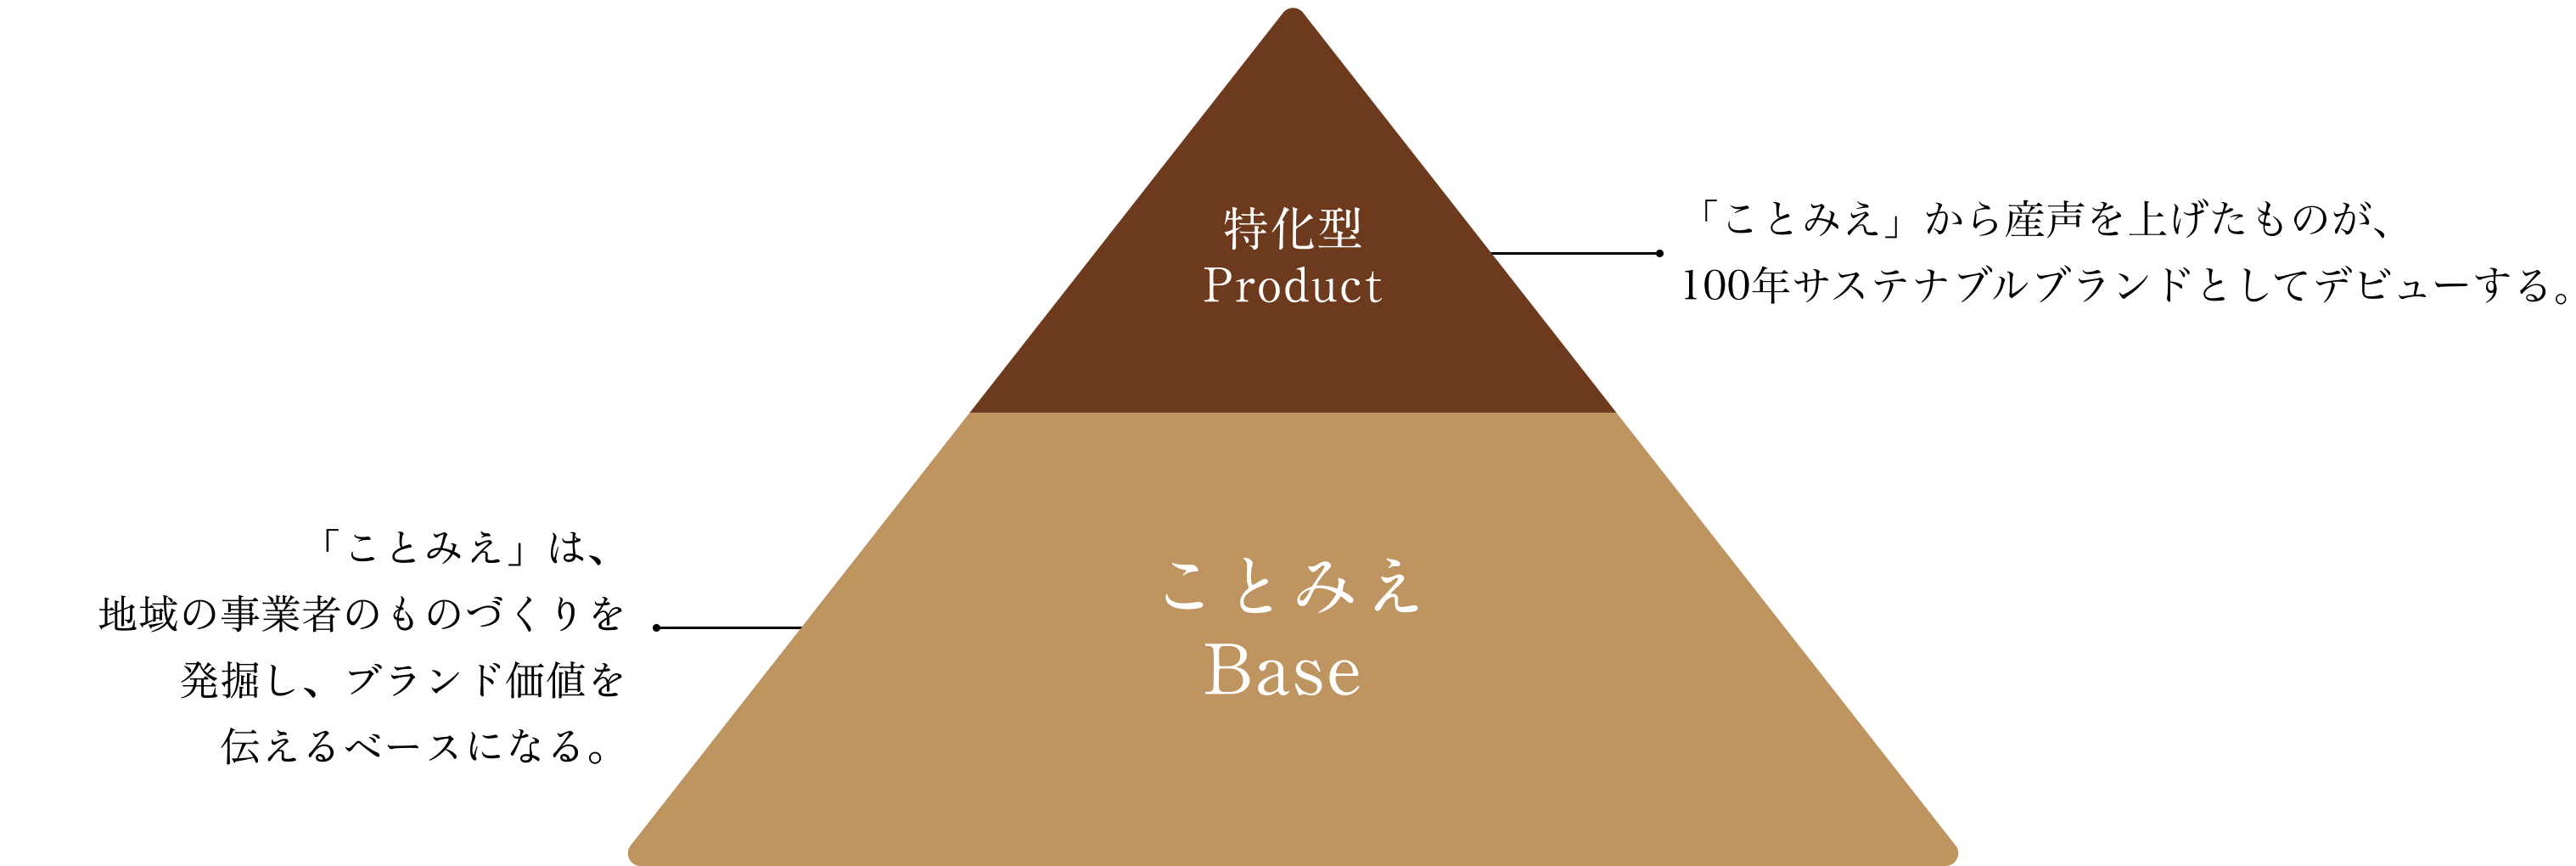 特化型
Product
「ことみえ」から産声を上げたものが、
100年サステナブルブランドとしてデビューする。
「ことみえ」は、
地域の事業者のものづくりを
発掘し、ブランド価値を
伝えるベースになる。
ことみえ
Base